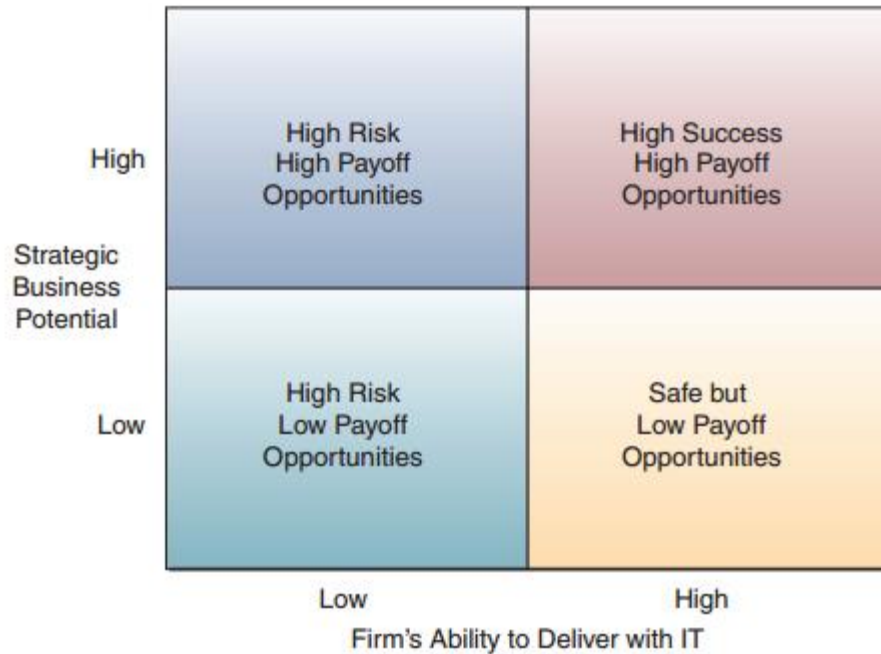 High Risk
High Payoff
Opportunities
High Success
High Payoff
Opportunities
High
Strategic
Business
Potential
High Risk
Low Payoff
Opportunities
Safe but
Low Payoff
Opportunities
Low
Low
High
Firm's Ability to Deliver with IT